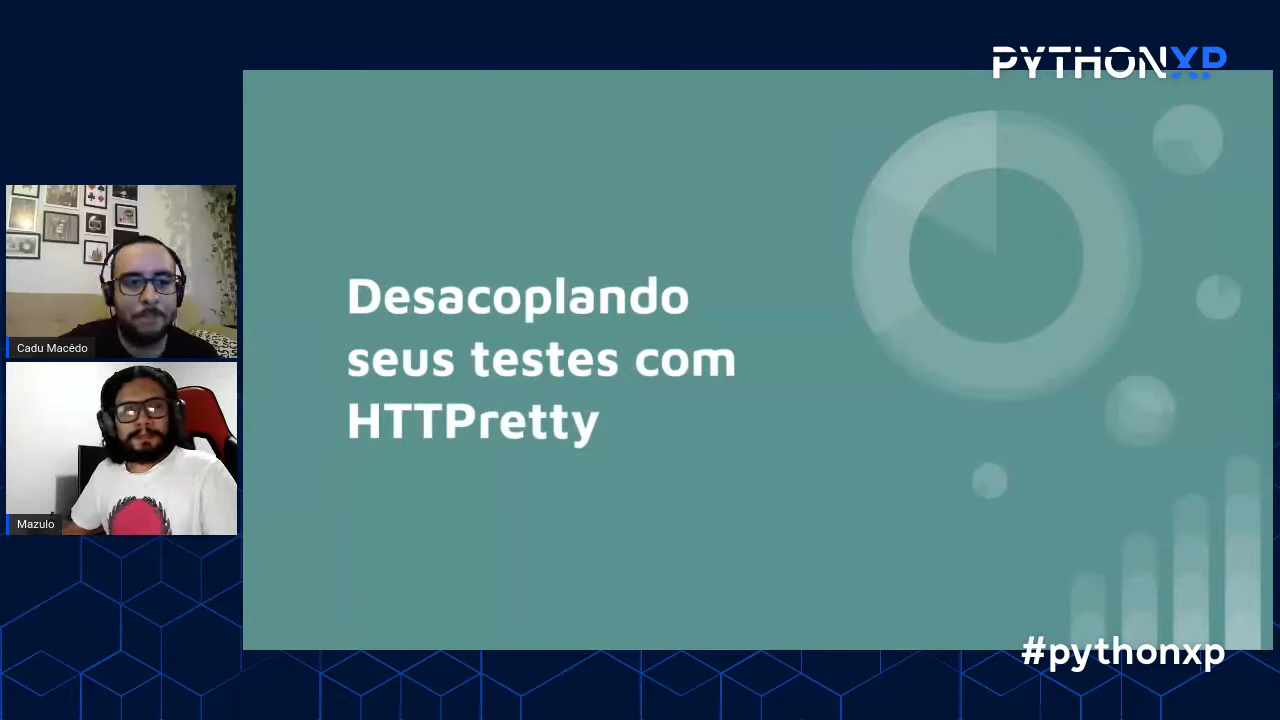 PYTHONXP
Desacoplando
seus testes com
HTTPretty
Cadu Macêdo
Mazulo
#pythonxp